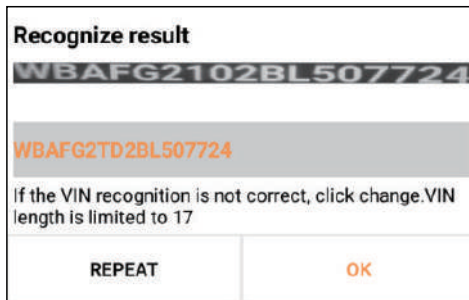 Recognize result
WBAFG2102BL507724
WBAFG2TD2BL507724
If the VIN recognition is not correct, click change.VIN
length is limited to 17
REPEAT
OK